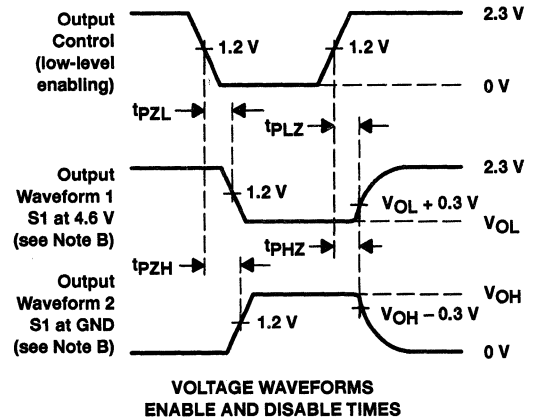 Output
Control
(low-level
enabling)
1.2 V
1.2 V
2.3 V
0 V
tPZL
tPLZ
Output
Waveform 1
S1 at 4.6 V
(see Note B)
1.2 V
2.3 V
VOL + 0.3 V
VOL
tPZH
tPHZ
Output
Waveform 2
S1 at GND
(see Note B)
1.2 V
VOH
VOH – 0.3 V
0 V
VOLTAGE WAVEFORMS
ENABLE AND DISABLE TIMES